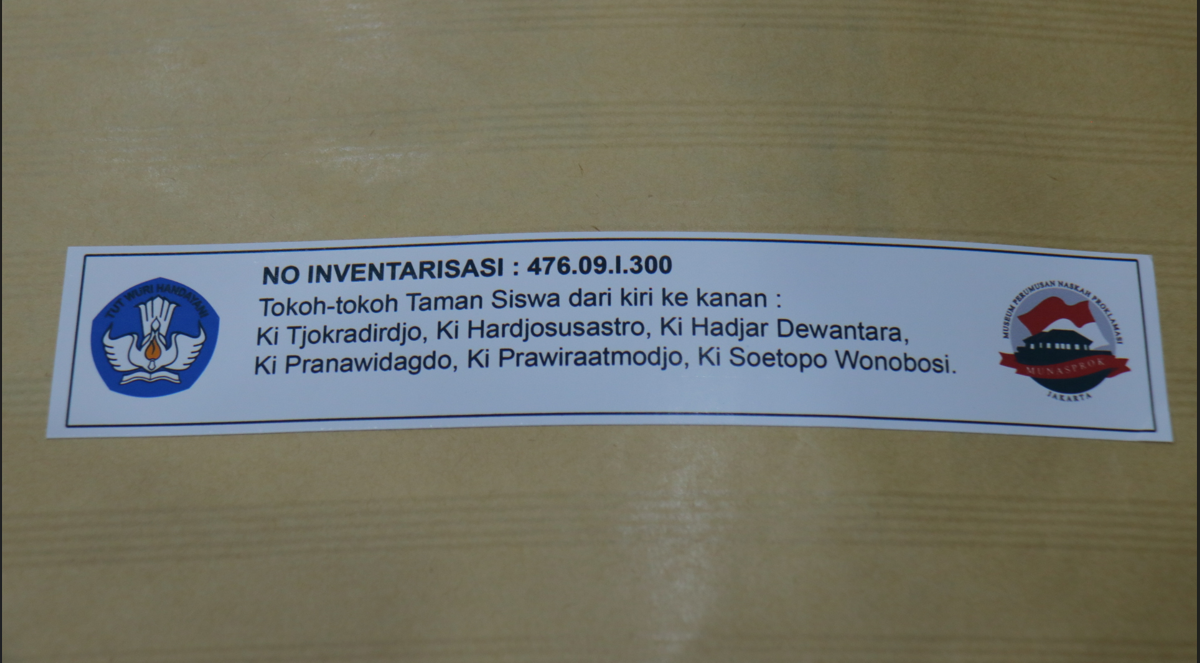 NO INVENTARISASI : 476.09.I.300
Tokoh-tokoh Taman Siswa dari kiri ke kanan :
Ki Tjokradirdjo, Ki Hardjosusastro, Ki Hadjar Dewantara,
Ki Pranawidagdo, Ki Prawiraatmodjo, Ki Soetopo Wonobosi.
TUT WURI HANDAYANI
MUSEUM PERUMUSAN NASKAH PROKLAMASI
MUNASPROK
JAKARTA